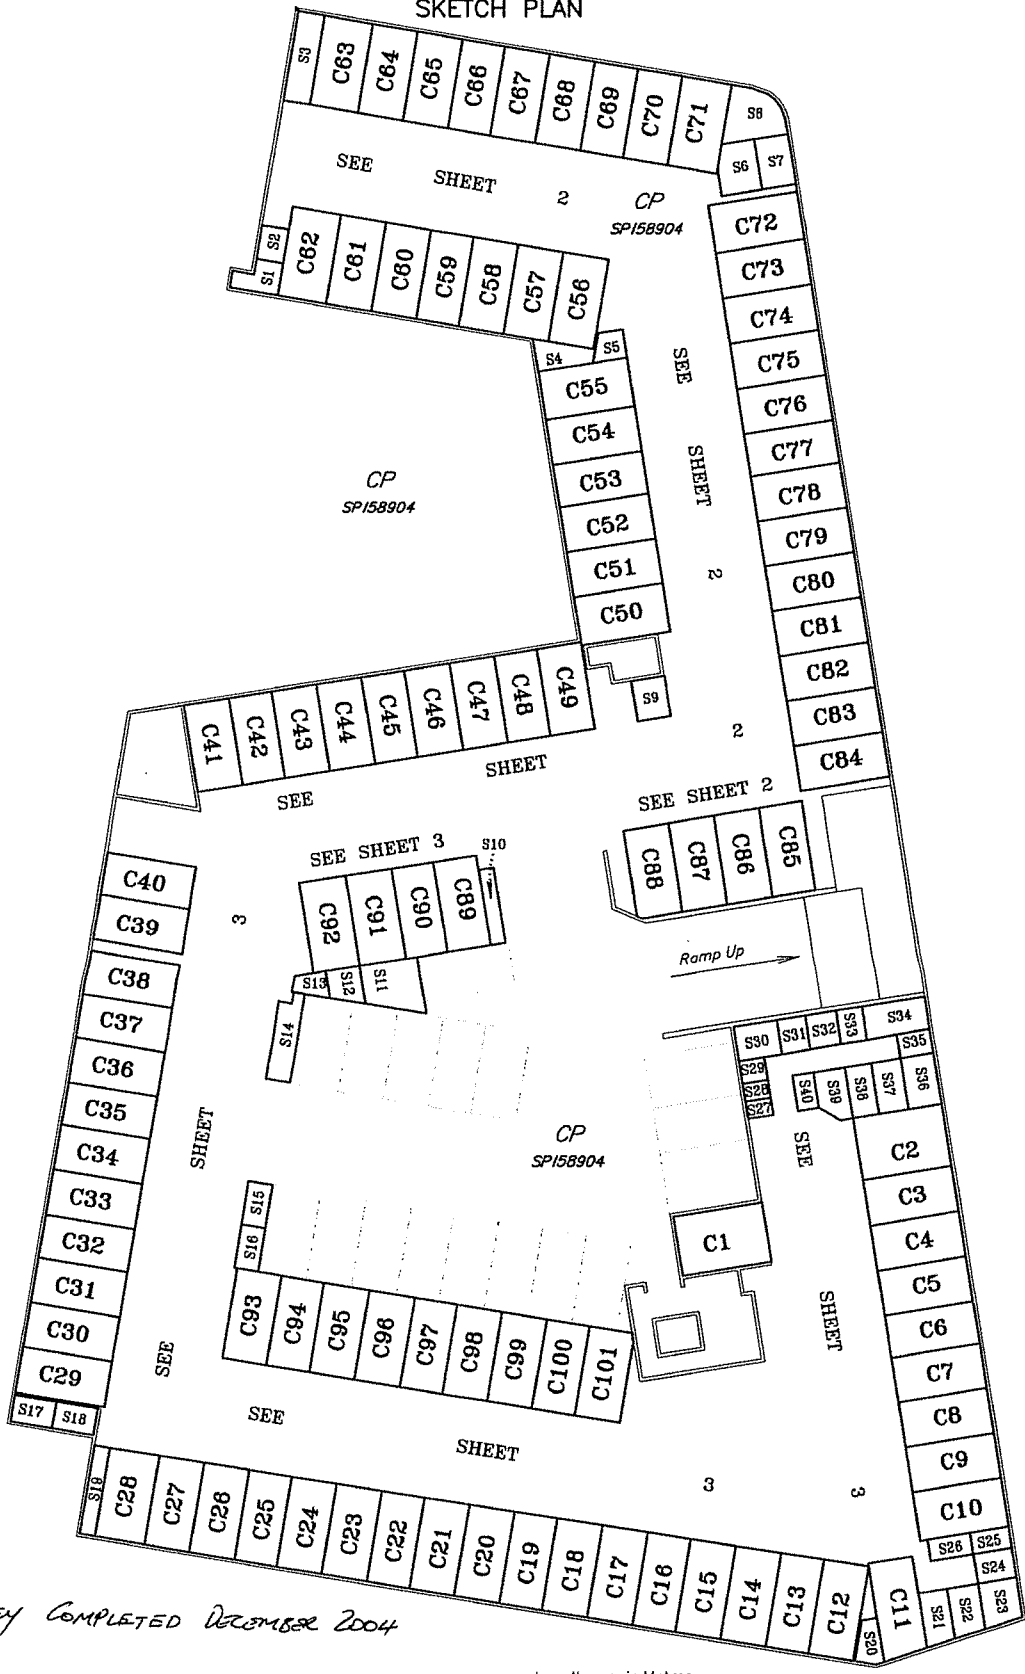 SKETCH PLAN
S3 C63 C64 C65 C66 C67 C68 C69 C70 C71 S8
S6 S7
SEE SHEET 2
CP
SP158904
S2
S1
C62 C61 C60 C59 C58 C57 C56
C72
C73
C74
C75
C76
C77
C78
C79
C80
C81
C82
C83
C84
S4 S5
C55
C54
C53
C52
C51
C50
SEE SHEET 2
CP
SP158904
S9
C41 C42 C43 C44 C45 C46 C47 C48 C49
SEE SHEET 2
SEE SHEET 2
C88 C87 C86 C85
SEE SHEET 3
S10
C92 C91 C90 C89
S13 S12 S11
S14
C40
C39
C38
C37
C36
C35
C34
C33
C32
C31
C30
C29
3
SHEET
SEE
Ramp Up
S30 S31 S32 S33 S34
S35
S29
S28
S27
S40 S39 S38 S37 S36
CP
SP158904
SEE
SHEET
3
C2
C3
C4
C5
C6
C7
C8
C9
C10
C1
S15
S16
C93 C94 C95 C96 C97 C98 C99 C100 C101
S17 S18
SEE SHEET 3
S19 C28 C27 C26 C25 C24 C23 C22 C21 C20 C19 C18 C17 C16 C15 C14 C13 C12 S20 C11
S26 S25
S24
S21 S22 S23
COMPLETED DECEMBER 2004